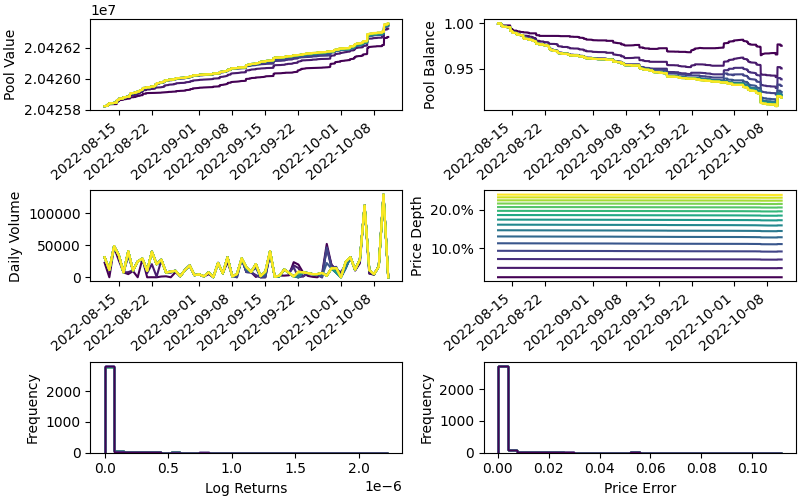 1e7
Pool Value
2.042662
2.042660
2.042658
2022-08-15 2022-08-22 2022-09-01 2022-09-08 2022-09-15 2022-09-22 2022-10-01 2022-10-08
Pool Balance
1.00
0.95
2022-08-15 2022-08-22 2022-09-01 2022-09-08 2022-09-15 2022-09-22 2022-10-01 2022-10-08
Daily Volume
100000
50000
0
2022-08-15 2022-08-22 2022-09-01 2022-09-08 2022-09-15 2022-09-22 2022-10-01 2022-10-08
Price Depth
20.0%
10.0%
2022-08-15 2022-08-22 2022-09-01 2022-09-08 2022-09-15 2022-09-22 2022-10-01 2022-10-08
Frequency
2000
1000
0
0.0 0.5 1.0 1.5 2.0
Log Returns
1e−6
Frequency
2000
1000
0
0.00 0.02 0.04 0.06 0.08 0.10
Price Error